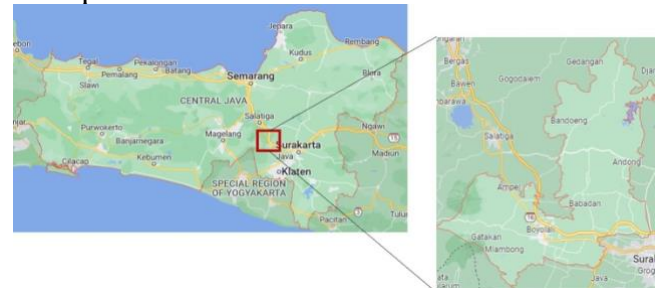 Jepara
Kudus
Rembang
Tegal
Pekalongan
Pemalang
Batang
Semarang
Blora
Slawi
CENTRAL JAVA
Salatiga
Purwokerto
Magelang
Ngawi
Banjarnegara
Surakarta
Java
Madiun
Cilacap
Kebumen
Klaten
SPECIAL REGION
OF YOGYAKARTA
Pacitan
Bergas
Gedangan
Gogodalem
Bawen
Bandoeng
Salatiga
Andong
Ampel
Babadan
Boyolali
Gatakan
Mlambong
Java